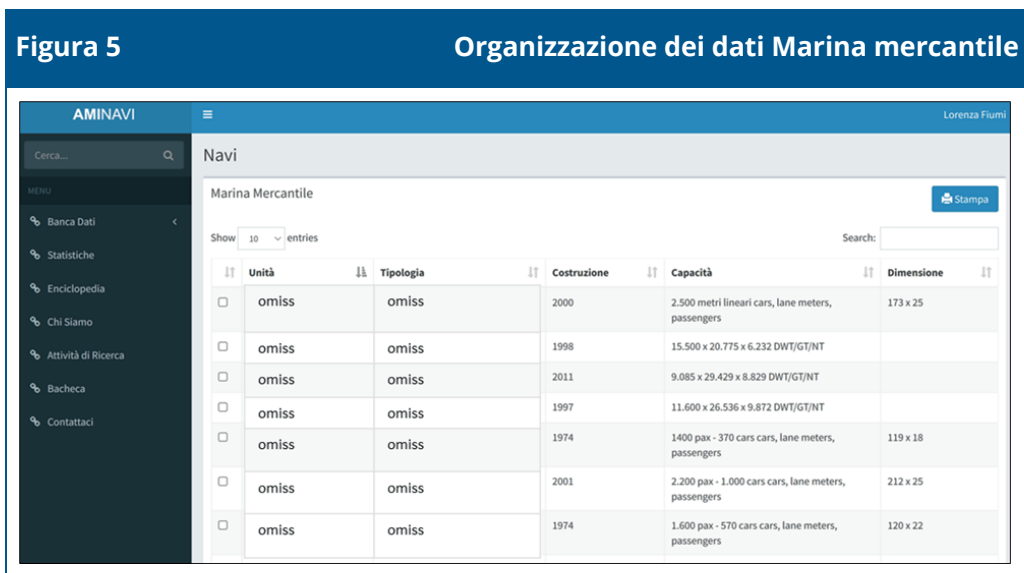 Figura 5 Organizzazione dei dati Marina mercantile
AMINAVI Lorenza Fiumi
Cerca... Navi
MENU Marina Mercantile Stampa
Banca Dati
Show 10 entries Search:
Statistiche
Unità Tipologia Costruzione Capacità Dimensione
Enciclopedia
omiss omiss 2000 2.500 metri lineari cars, lane meters, 173 x 25
passengers
Chi Siamo
omiss omiss 1998 15.500 x 20.775 x 6.232 DWT/GT/NT
Attività di Ricerca
omiss omiss 2011 9.085 x 29.429 x 8.829 DWT/GT/NT
Bacheca
omiss omiss 1997 11.600 x 26.536 x 9.872 DWT/GT/NT
Contattaci
omiss omiss 1974 1400 pax - 370 cars cars, lane meters, 119 x 18
passengers
omiss omiss 2001 2.200 pax - 1.000 cars cars, lane meters, 212 x 25
passengers
omiss omiss 1974 1.600 pax - 570 cars cars, lane meters, 120 x 22
passengers